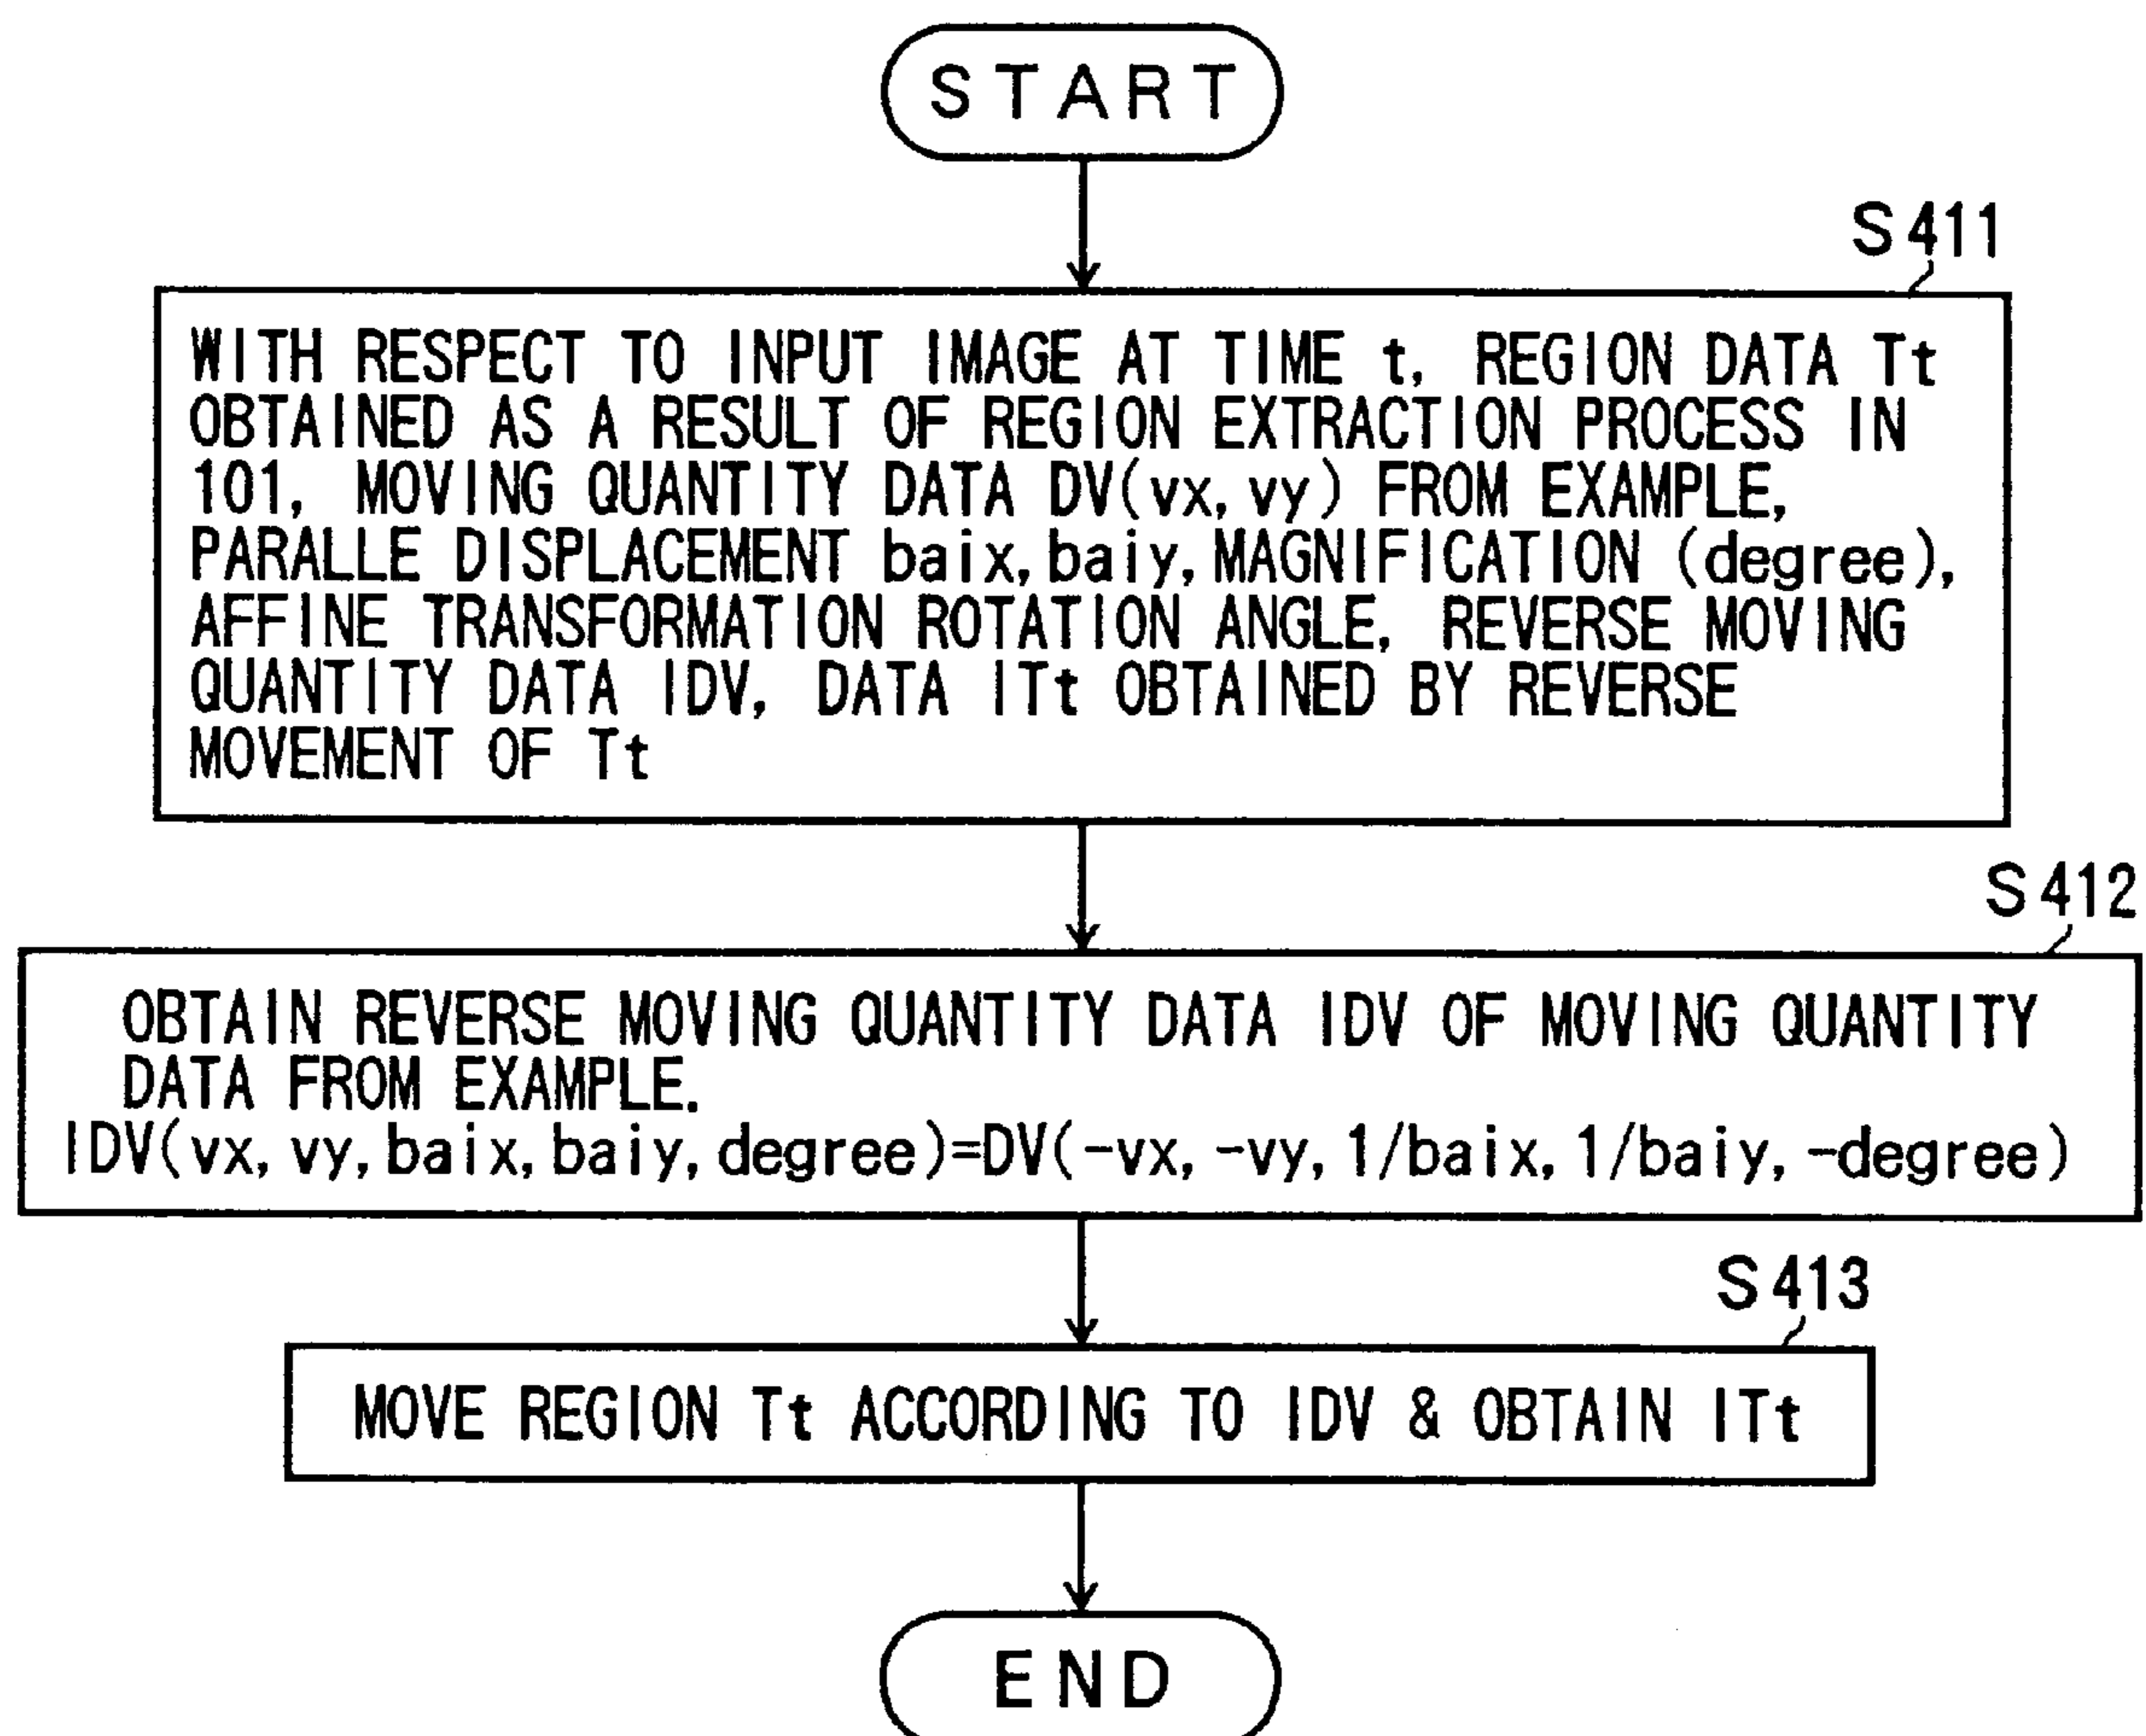 START
S411
WITH RESPECT TO INPUT IMAGE AT TIME t, REGION DATA Tt
OBTAINED AS A RESULT OF REGION EXTRACTION PROCESS IN
101, MOVING QUANTITY DATA DV(vx, vy) FROM EXAMPLE,
PARALLE DISPLACEMENT baix, baiy, MAGNIFICATION (degree),
AFFINE TRANSFORMATION ROTATION ANGLE, REVERSE MOVING
QUANTITY DATA IDV, DATA ITt OBTAINED BY REVERSE
MOVEMENT OF Tt
S412
OBTAIN REVERSE MOVING QUANTITY DATA IDV OF MOVING QUANTITY
DATA FROM EXAMPLE.
IDV(vx, vy, baix, baiy, degree)=DV(-vx, -vy, 1/baix, 1/baiy, -degree)
S413
MOVE REGION Tt ACCORDING TO IDV & OBTAIN ITt
END